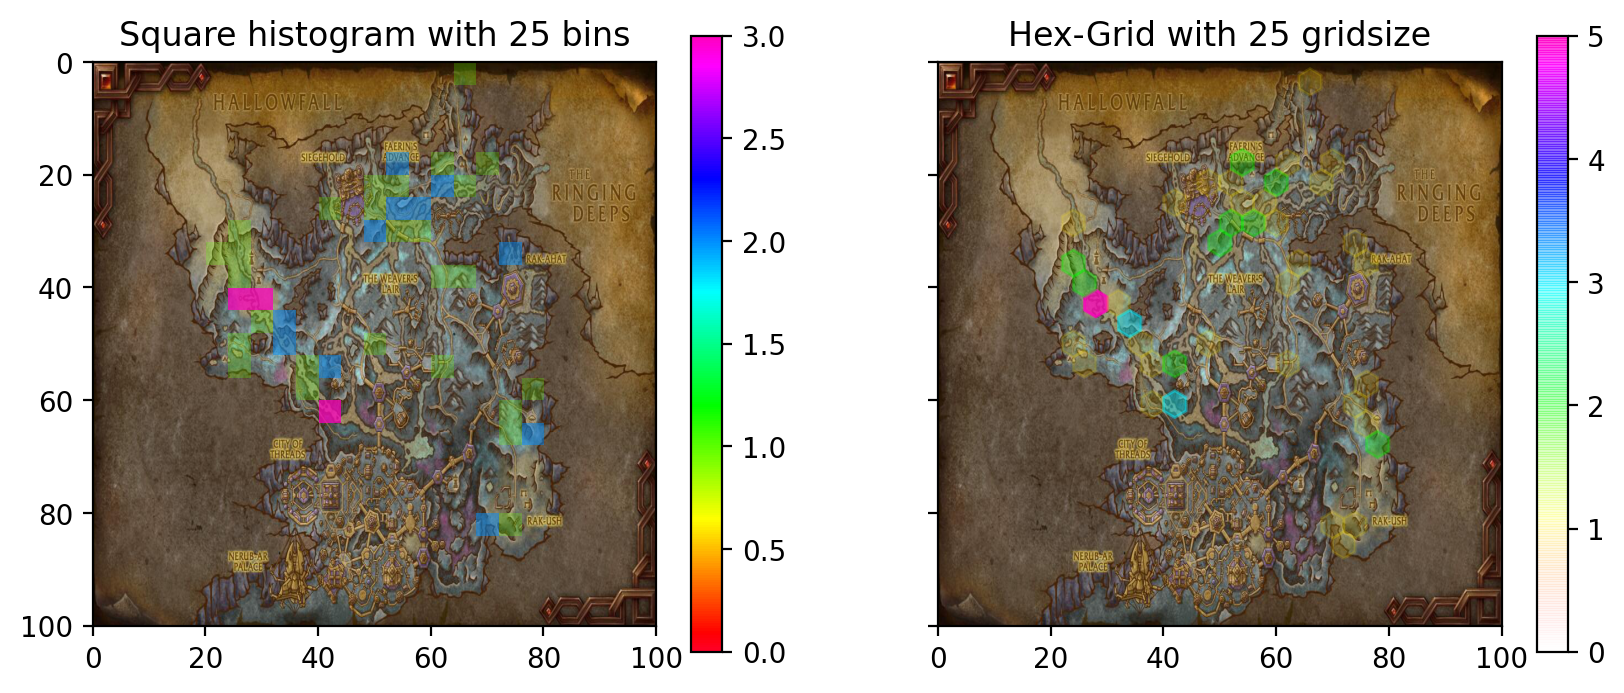 Square histogram with 25 bins
0
20
40
60
80
100
0
20
40
60
80
100
HALLOWFALL
SIEGEHOLD
FAERIN'S
ADVANCE
THE
RINGING
DEEPS
RAK-AHAT
THE WEAVER'S
LAIR
CITY OF
THREADS
RAK-USH
NERUB-AR
PALACE
3.0
2.5
2.0
1.5
1.0
0.5
0.0
Hex-Grid with 25 gridsize
0
20
40
60
80
100
HALLOWFALL
SIEGEHOLD
FAERIN'S
ADVANCE
THE
RINGING
DEEPS
RAK-AHAT
THE WEAVER'S
LAIR
CITY OF
THREADS
RAK-USH
NERUB-AR
PALACE
5
4
3
2
1
0